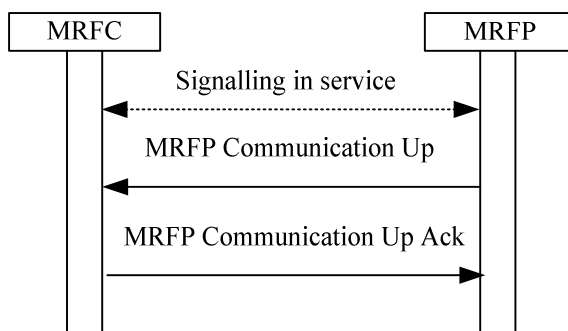 MRFC
MRFP
Signalling in service
MRFP Communication Up
MRFP Communication Up Ack